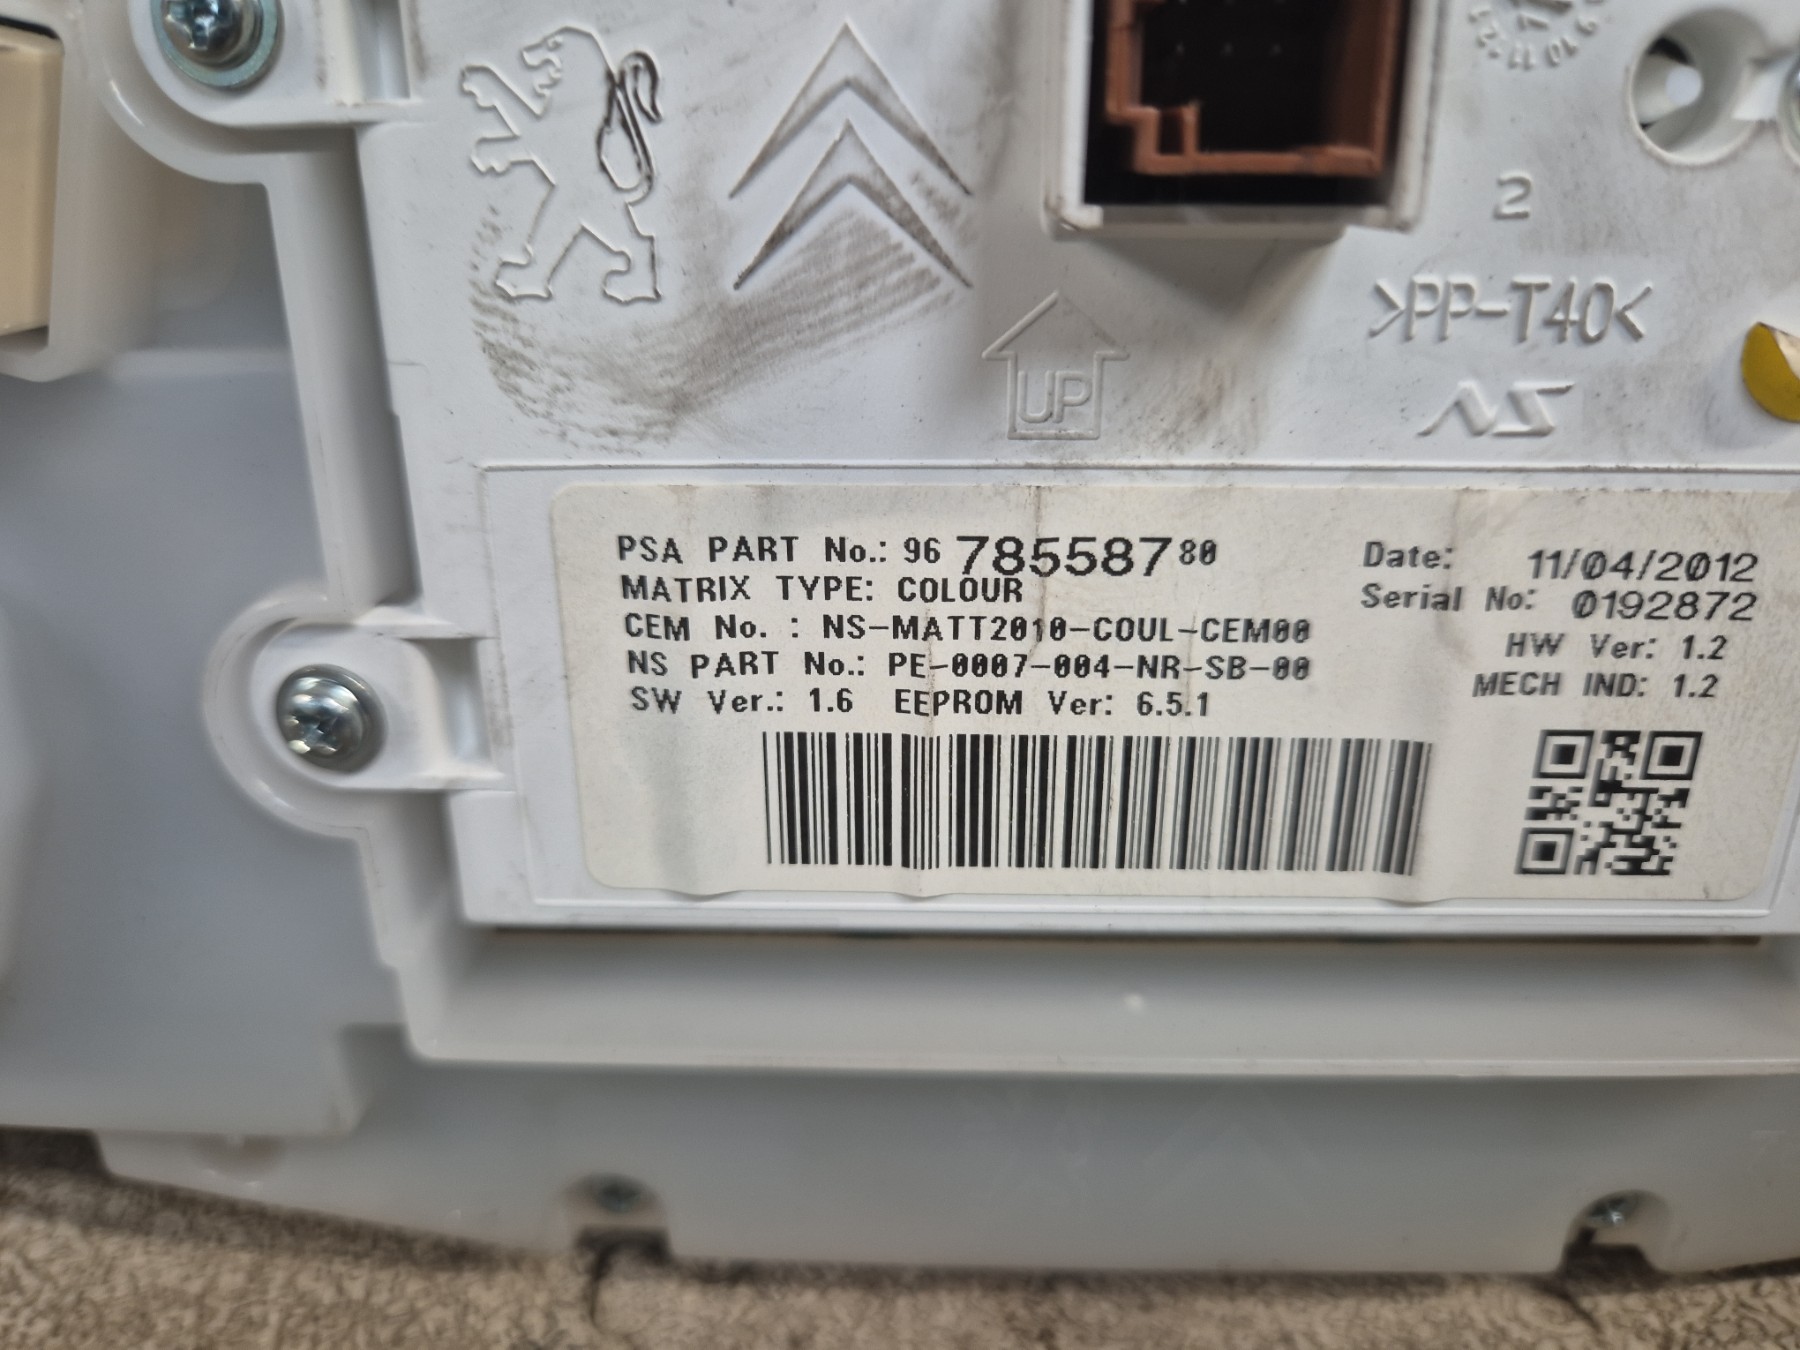 2
>PP-T40<
NS
UP
PSA PART No.: 96 785587 80
MATRIX TYPE: COLOUR
CEM No. : NS-MATT2010-COUL-CEM00
NS PART No.: PE-0007-004-NR-SB-00
SW Ver.: 1.6 EEPROM Ver: 6.5.1
Date: 11/04/2012
Serial No: 0192872
HW Ver: 1.2
MECH IND: 1.2